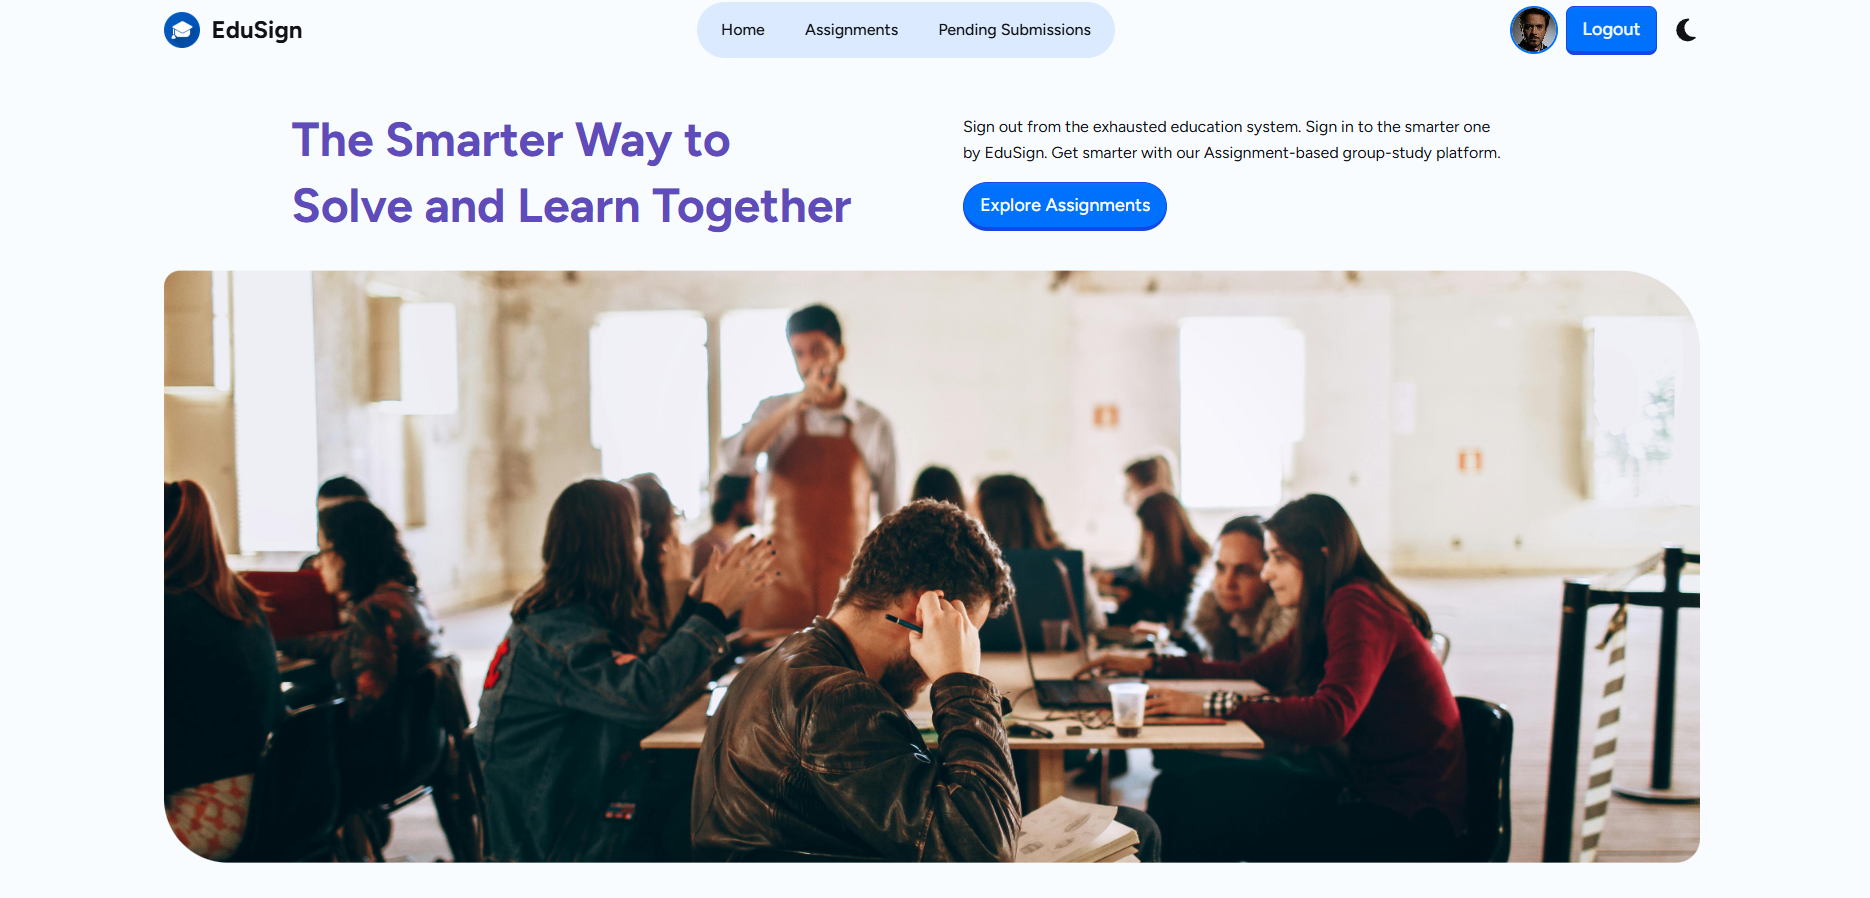 EduSign
Home
Assignments
Pending Submissions
Logout
The Smarter Way to
Solve and Learn Together
Sign out from the exhausted education system. Sign in to the smarter one
by EduSign. Get smarter with our Assignment-based group-study platform.
Explore Assignments